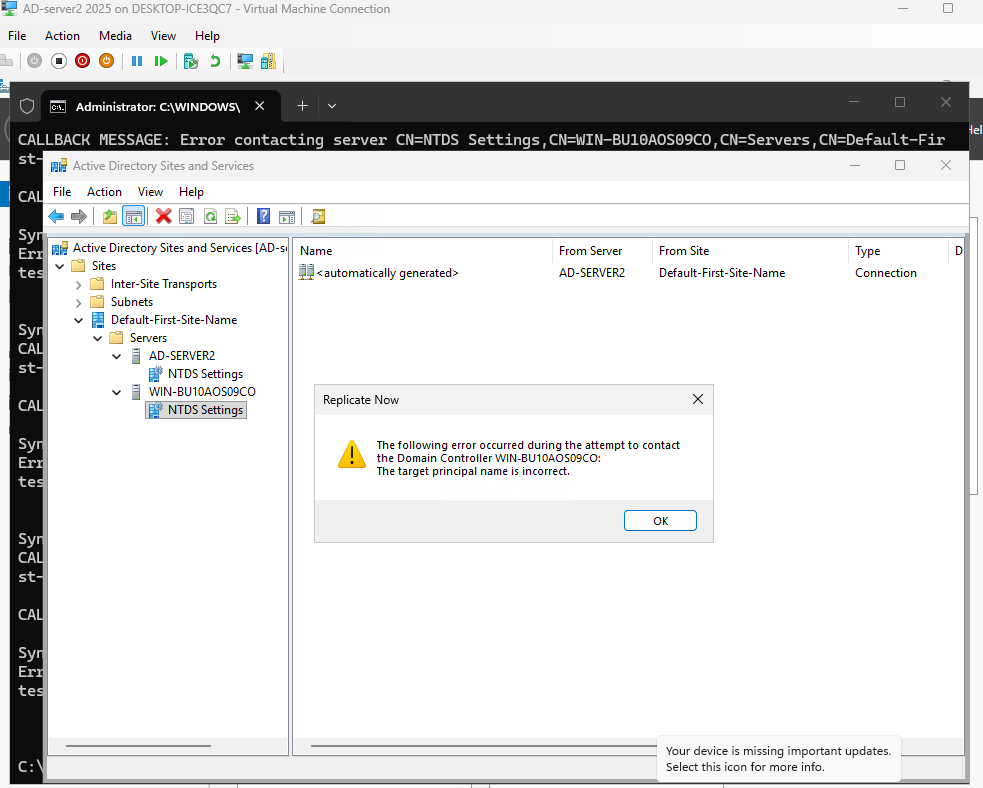 AD-server2 2025 on DESKTOP-ICE3QC7 - Virtual Machine Connection
File Action Media View Help
Administrator: C:\WINDOWS\
CALLBACK MESSAGE: Error contacting server CN=NTDS Settings,CN=WIN-BU10AOS09CO,CN=Servers,CN=Default-Fir
st-
Hel
Active Directory Sites and Services
CAL
File Action View Help
Syn
Err
tes
Active Directory Sites and Services [AD-s
Sites
Inter-Site Transports
Subnets
Default-First-Site-Name
Servers
AD-SERVER2
NTDS Settings
WIN-BU10AOS09CO
NTDS Settings
Name From Server From Site Type D
<automatically generated> AD-SERVER2 Default-First-Site-Name Connection
Syn
CAL
st-
CAL
Syn
Err
tes
Replicate Now
The following error occurred during the attempt to contact
the Domain Controller WIN-BU10AOS09CO:
The target principal name is incorrect.
OK
Syn
CAL
st-
CAL
Syn
Err
tes
C:\
Your device is missing important updates.
Select this icon for more info.